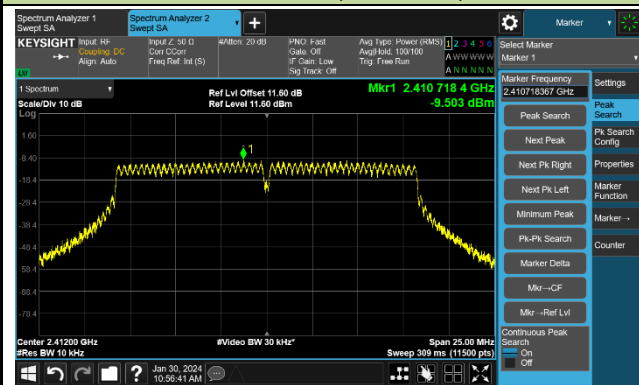 Spectrum Analyzer 1
Swept SA
Spectrum Analyzer 2
Swept SA
Marker
KEYSIGHT
Input: RF
Coupling: DC
Align: Auto
Input Z: 50 Ω
Corr CCorr
Freq Ref: Int (S)
#Atten: 20 dB
PNO: Fast
Gate: Off
IF Gain: Low
Sig Track: Off
Avg Type: Power (RMS)
Avg|Hold: 100/100
Trig: Free Run
1 2 3 4 5 6
A W W W W W
A N N N N N
Select Marker
Marker 1
LXI
1 Spectrum
Scale/Div 10 dB
Log
Ref Lvl Offset 11.60 dB
Ref Level 11.60 dBm
Mkr1 2.410 718 4 GHz
-9.503 dBm
1
1.60
-8.40
-18.4
-28.4
-38.4
-48.4
-58.4
-68.4
-78.4
Center 2.41200 GHz
#Res BW 10 kHz
#Video BW 30 kHz*
Span 25.00 MHz
Sweep 309 ms (11500 pts)
Marker Frequency
2.410718367 GHz
Peak Search
Next Peak
Next Pk Right
Next Pk Left
Minimum Peak
Pk-Pk Search
Marker Delta
Mkr→CF
Mkr→Ref Lvl
Continuous Peak
Search
On
Off
Settings
Peak
Search
Pk Search
Config
Properties
Marker
Function
Marker→
Counter
Jan 30, 2024
10:56:41 AM